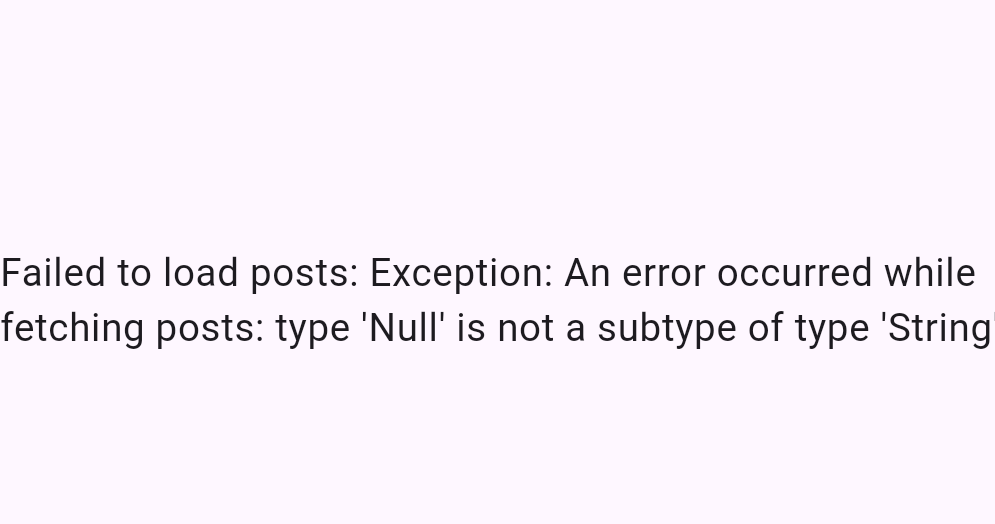 Failed to load posts: Exception: An error occurred while
fetching posts: type 'Null' is not a subtype of type 'String'